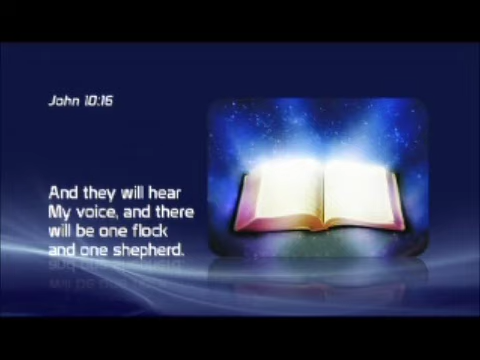 John 10:16
And they will hear
My voice, and there
will be one flock
and one shepherd.